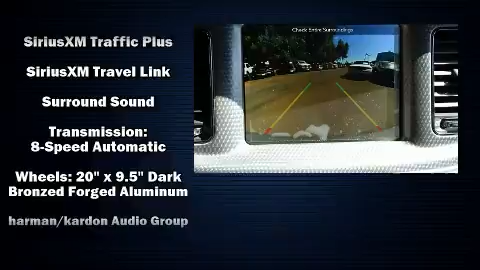 SiriusXM Traffic Plus
SiriusXM Travel Link
Surround Sound
Transmission:
8-Speed Automatic
Wheels: 20" x 9.5" Dark
Bronzed Forged Aluminum
harman/kardon Audio Group
Check Entire Surroundings